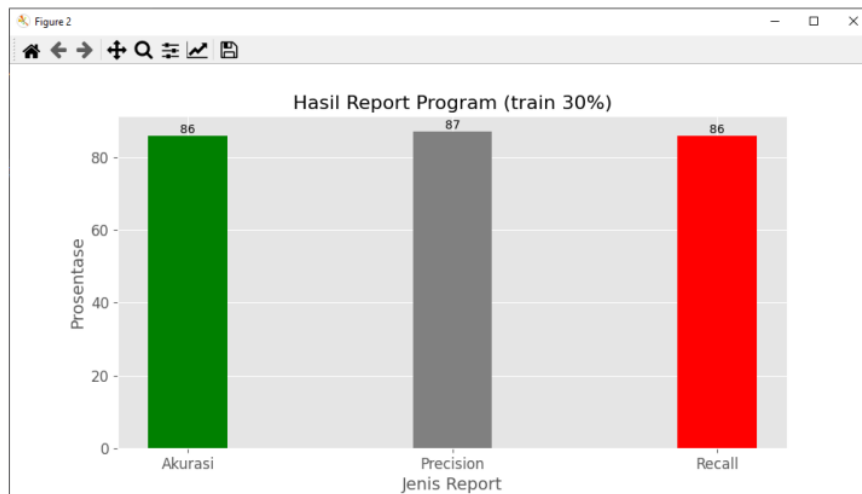 Figure 2
Hasil Report Program (train 30%)
86
87
86
80
60
40
20
0
Prosentase
Akurasi
Precision
Recall
Jenis Report